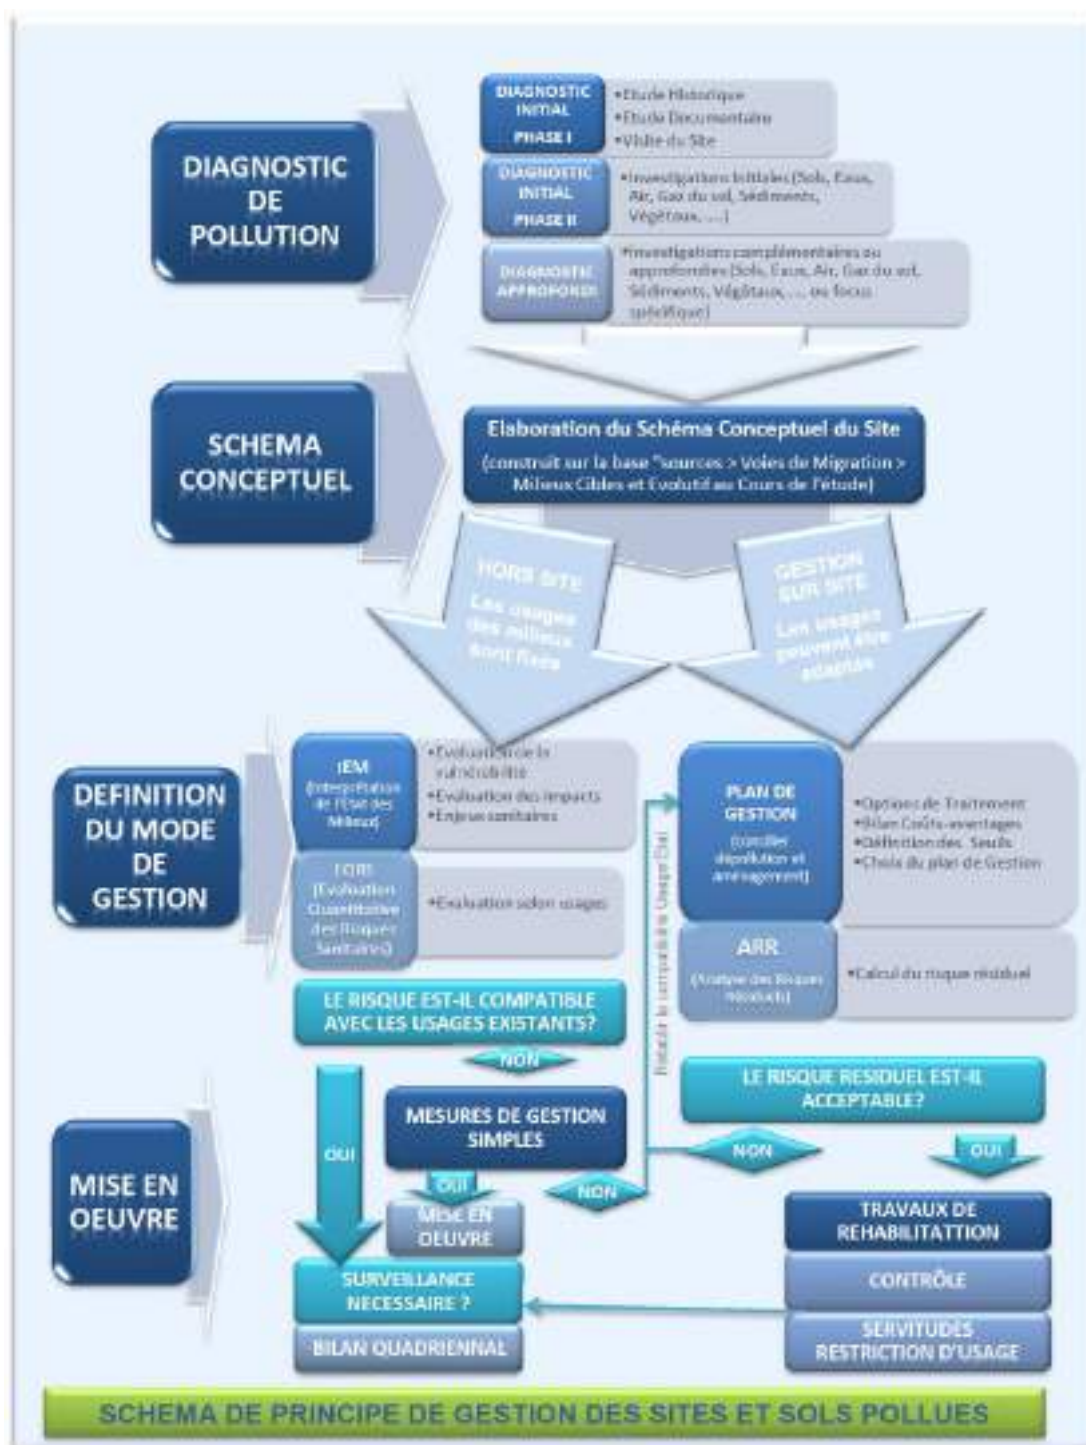 DIAGNOSTIC
DE
POLLUTION
DIAGNOSTIC
INITIAL
PHASE I
•Etude Historique
•Etude Documentaire
•Visite du Site
DIAGNOSTIC
INITIAL
PHASE II
•Investigations Initiales (Sols, Eaux,
Air, Gaz du sol, Sédiments,
Végétaux, ....)
DIAGNOSTIC
APPROFONDI
•Investigations complémentaires ou
approfondies (Sols, Eaux, Air, Gaz du sol,
Sédiments, Végétaux, .... ou focus
spécifique)
SCHEMA
CONCEPTUEL
Elaboration du Schéma Conceptuel du Site
(construit sur la base "sources > Voies de Migration >
Milieux Cibles et Evolutif au Cours de l'étude)
HORS SITE
Les usages
des milieux
sont fixés
GESTION
SUR SITE
Les usages
peuvent être
adaptés
DEFINITION
DU MODE
DE
GESTION
IEM
(Interprétation
de l'Etat des
Milieux)
•Evaluation de la
vulnérabilité
•Evaluation des impacts
•Enjeux sanitaires
(Evaluation
Quantitative
des Risques
Sanitaires)
•Evaluation selon usages
PLAN DE
GESTION
(concilier
dépollution et
aménagement)
•Options de Traitement
•Bilan Coûts-avantages
•Définition des Seuils
•Choix du plan de Gestion
ARR
(Analyse des Risques
Résiduels)
•Calcul du risque résiduel
Rétablir la compatibilité Usage/Etat
LE RISQUE EST-IL COMPATIBLE
AVEC LES USAGES EXISTANTS?
NON
LE RISQUE RESIDUEL EST-IL
ACCEPTABLE?
MISE EN
OEUVRE
OUI
MESURES DE GESTION
SIMPLES
OUI
NON
NON
OUI
MISE EN
OEUVRE
TRAVAUX DE
REHABILITATTION
CONTRÔLE
SERVITUDES
RESTRICTION D'USAGE
SURVEILLANCE
NECESSAIRE ?
BILAN QUADRIENNAL
SCHEMA DE PRINCIPE DE GESTION DES SITES ET SOLS POLLUES